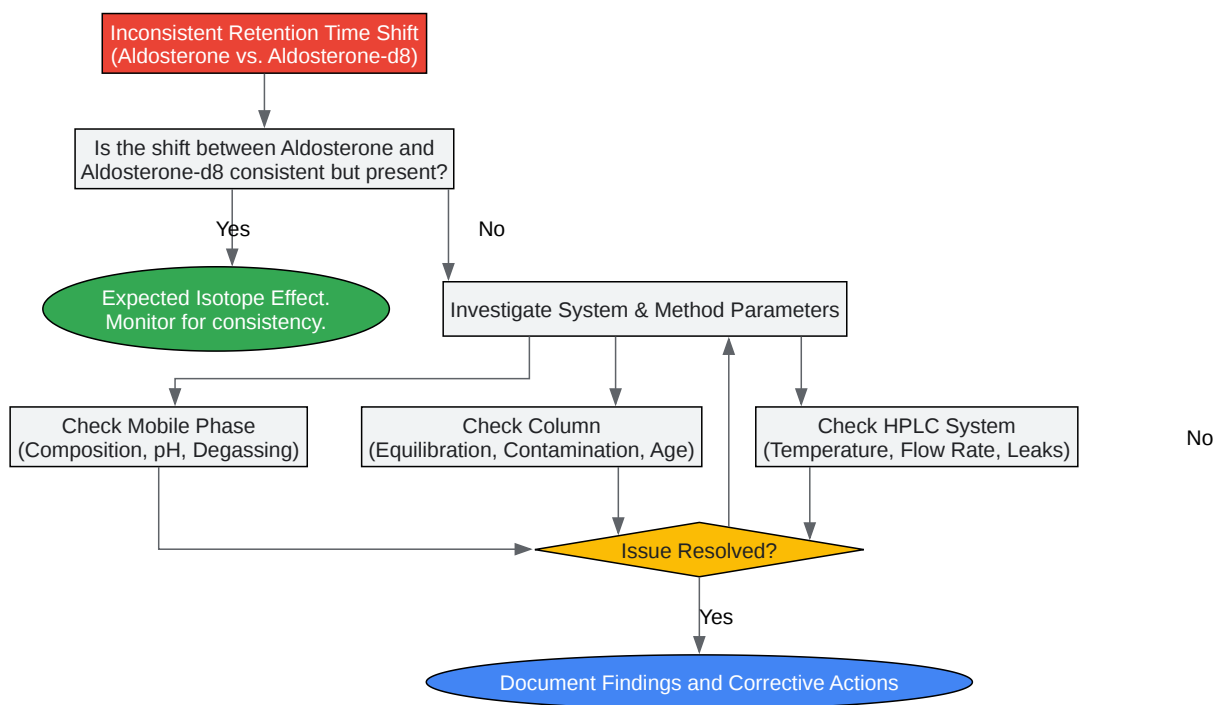 Inconsistent Retention Time Shift
(Aldosterone vs. Aldosterone-d8)
Is the shift between Aldosterone and
Aldosterone-d8 consistent but present?
Yes
No
Expected Isotope Effect.
Monitor for consistency.
Investigate System & Method Parameters
Check Mobile Phase
(Composition, pH, Degassing)
Check Column
(Equilibration, Contamination, Age)
Check HPLC System
(Temperature, Flow Rate, Leaks)
No
Issue Resolved?
Yes
Document Findings and Corrective Actions